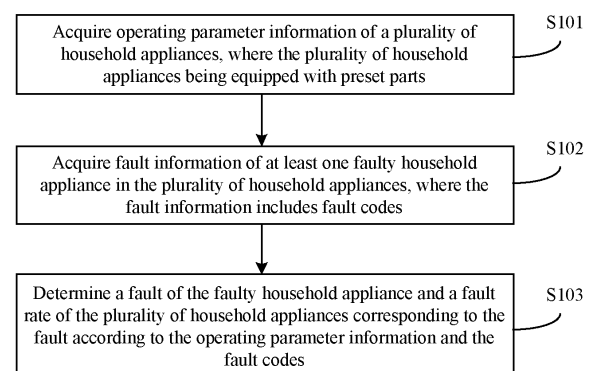 S101
Acquire operating parameter information of a plurality of
household appliances, where the plurality of household
appliances being equipped with preset parts
S102
Acquire fault information of at least one faulty household
appliance in the plurality of household appliances, where the
fault information includes fault codes
S103
Determine a fault of the faulty household appliance and a fault
rate of the plurality of household appliances corresponding to the
fault according to the operating parameter information and the
fault codes